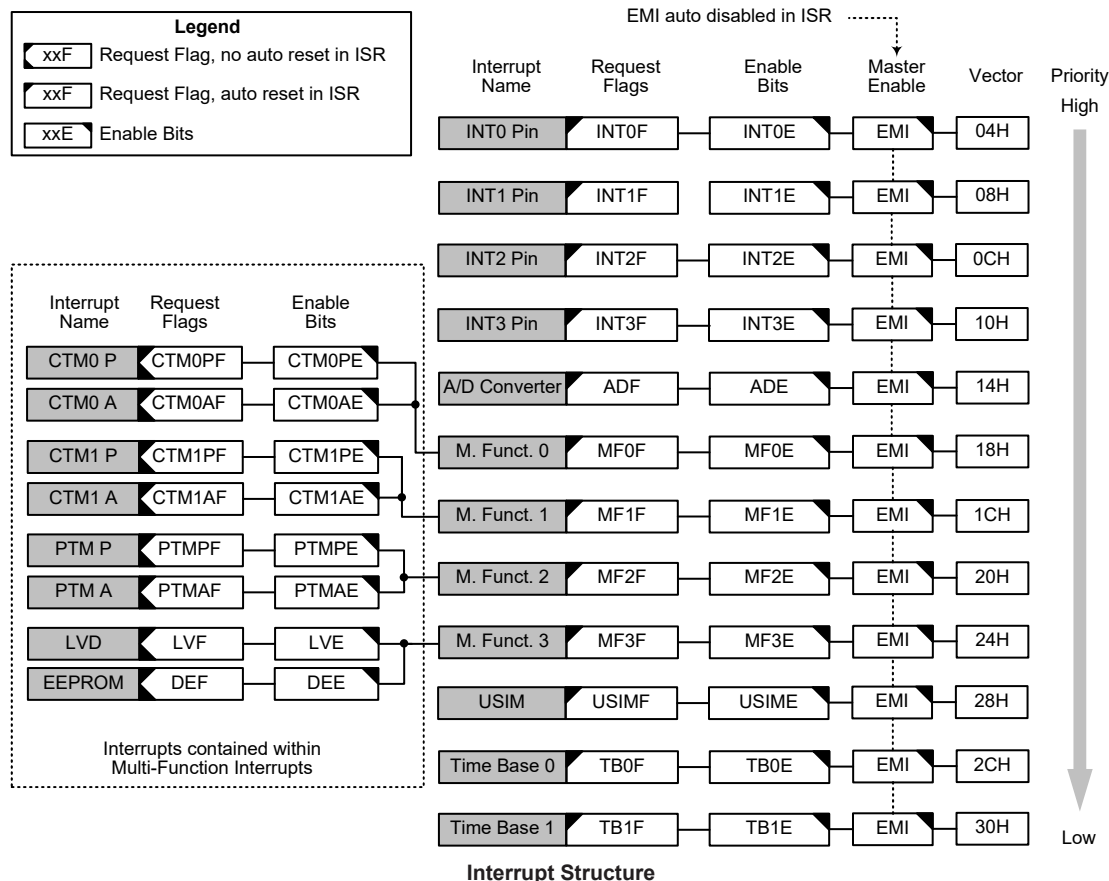 Legend
xxF Request Flag, no auto reset in ISR
xxF Request Flag, auto reset in ISR
xxE Enable Bits
EMI auto disabled in ISR
Interrupt Name
Request Flags
Enable Bits
Master Enable
Vector
Priority
High
INT0 Pin INT0F INT0E EMI 04H
INT1 Pin INT1F INT1E EMI 08H
INT2 Pin INT2F INT2E EMI 0CH
INT3 Pin INT3F INT3E EMI 10H
A/D Converter ADF ADE EMI 14H
M. Funct. 0 MF0F MF0E EMI 18H
M. Funct. 1 MF1F MF1E EMI 1CH
M. Funct. 2 MF2F MF2E EMI 20H
M. Funct. 3 MF3F MF3E EMI 24H
USIM USIMF USIME EMI 28H
Time Base 0 TB0F TB0E EMI 2CH
Time Base 1 TB1F TB1E EMI 30H
Low
Interrupt Name
Request Flags
Enable Bits
CTM0 P CTM0PF CTM0PE
CTM0 A CTM0AF CTM0AE
CTM1 P CTM1PF CTM1PE
CTM1 A CTM1AF CTM1AE
PTM P PTMPF PTMPE
PTM A PTMAF PTMAE
LVD LVF LVE
EEPROM DEF DEE
Interrupts contained within
Multi-Function Interrupts
Interrupt Structure